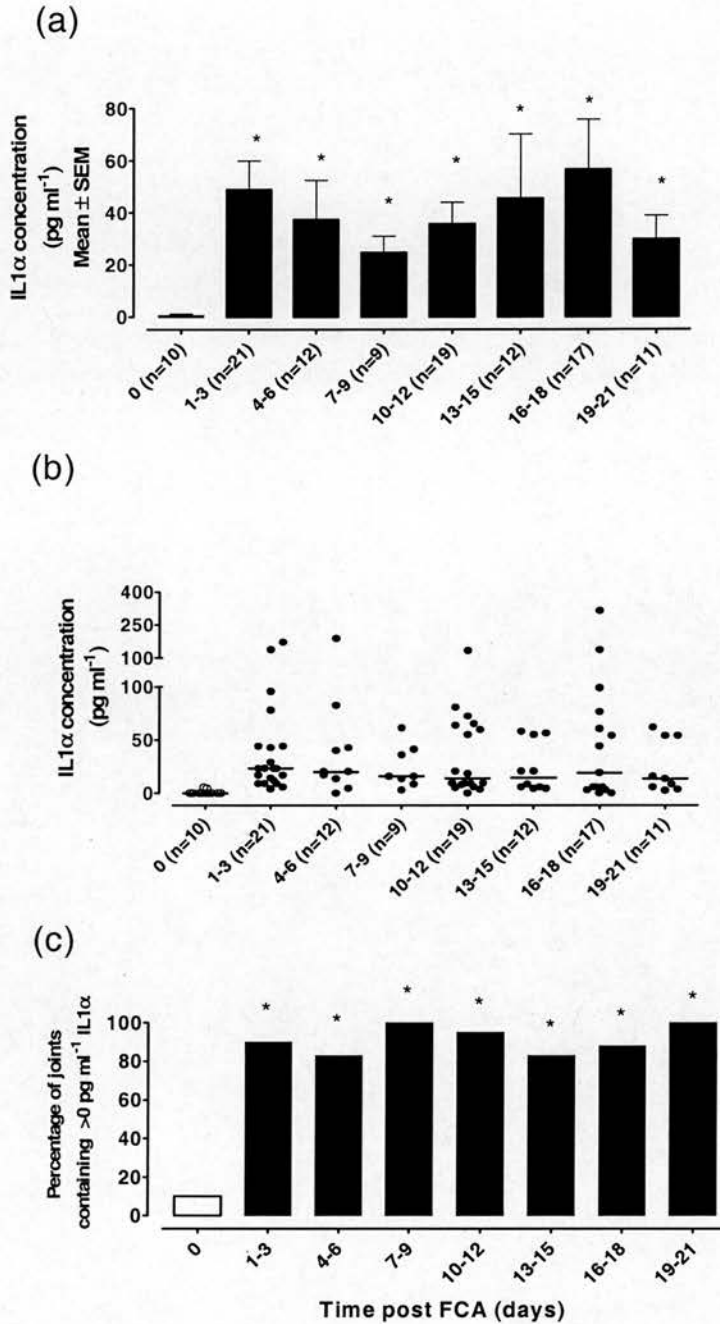 (a)
IL1α concentration
(pg ml⁻¹)
Mean ± SEM
80
60
40
20
0
* * * * * * *
0 (n=10)
1-3 (n=21)
4-6 (n=12)
7-9 (n=9)
10-12 (n=19)
13-15 (n=12)
16-18 (n=17)
19-21 (n=11)
(b)
IL1α concentration
(pg ml⁻¹)
400
250
100
100
50
0
0 (n=10)
1-3 (n=21)
4-6 (n=12)
7-9 (n=9)
10-12 (n=19)
13-15 (n=12)
16-18 (n=17)
19-21 (n=11)
(c)
Percentage of joints
containing >0 pg ml⁻¹ IL1α
100
80
60
40
20
0
* * * * * * *
0
1-3
4-6
7-9
10-12
13-15
16-18
19-21
Time post FCA (days)